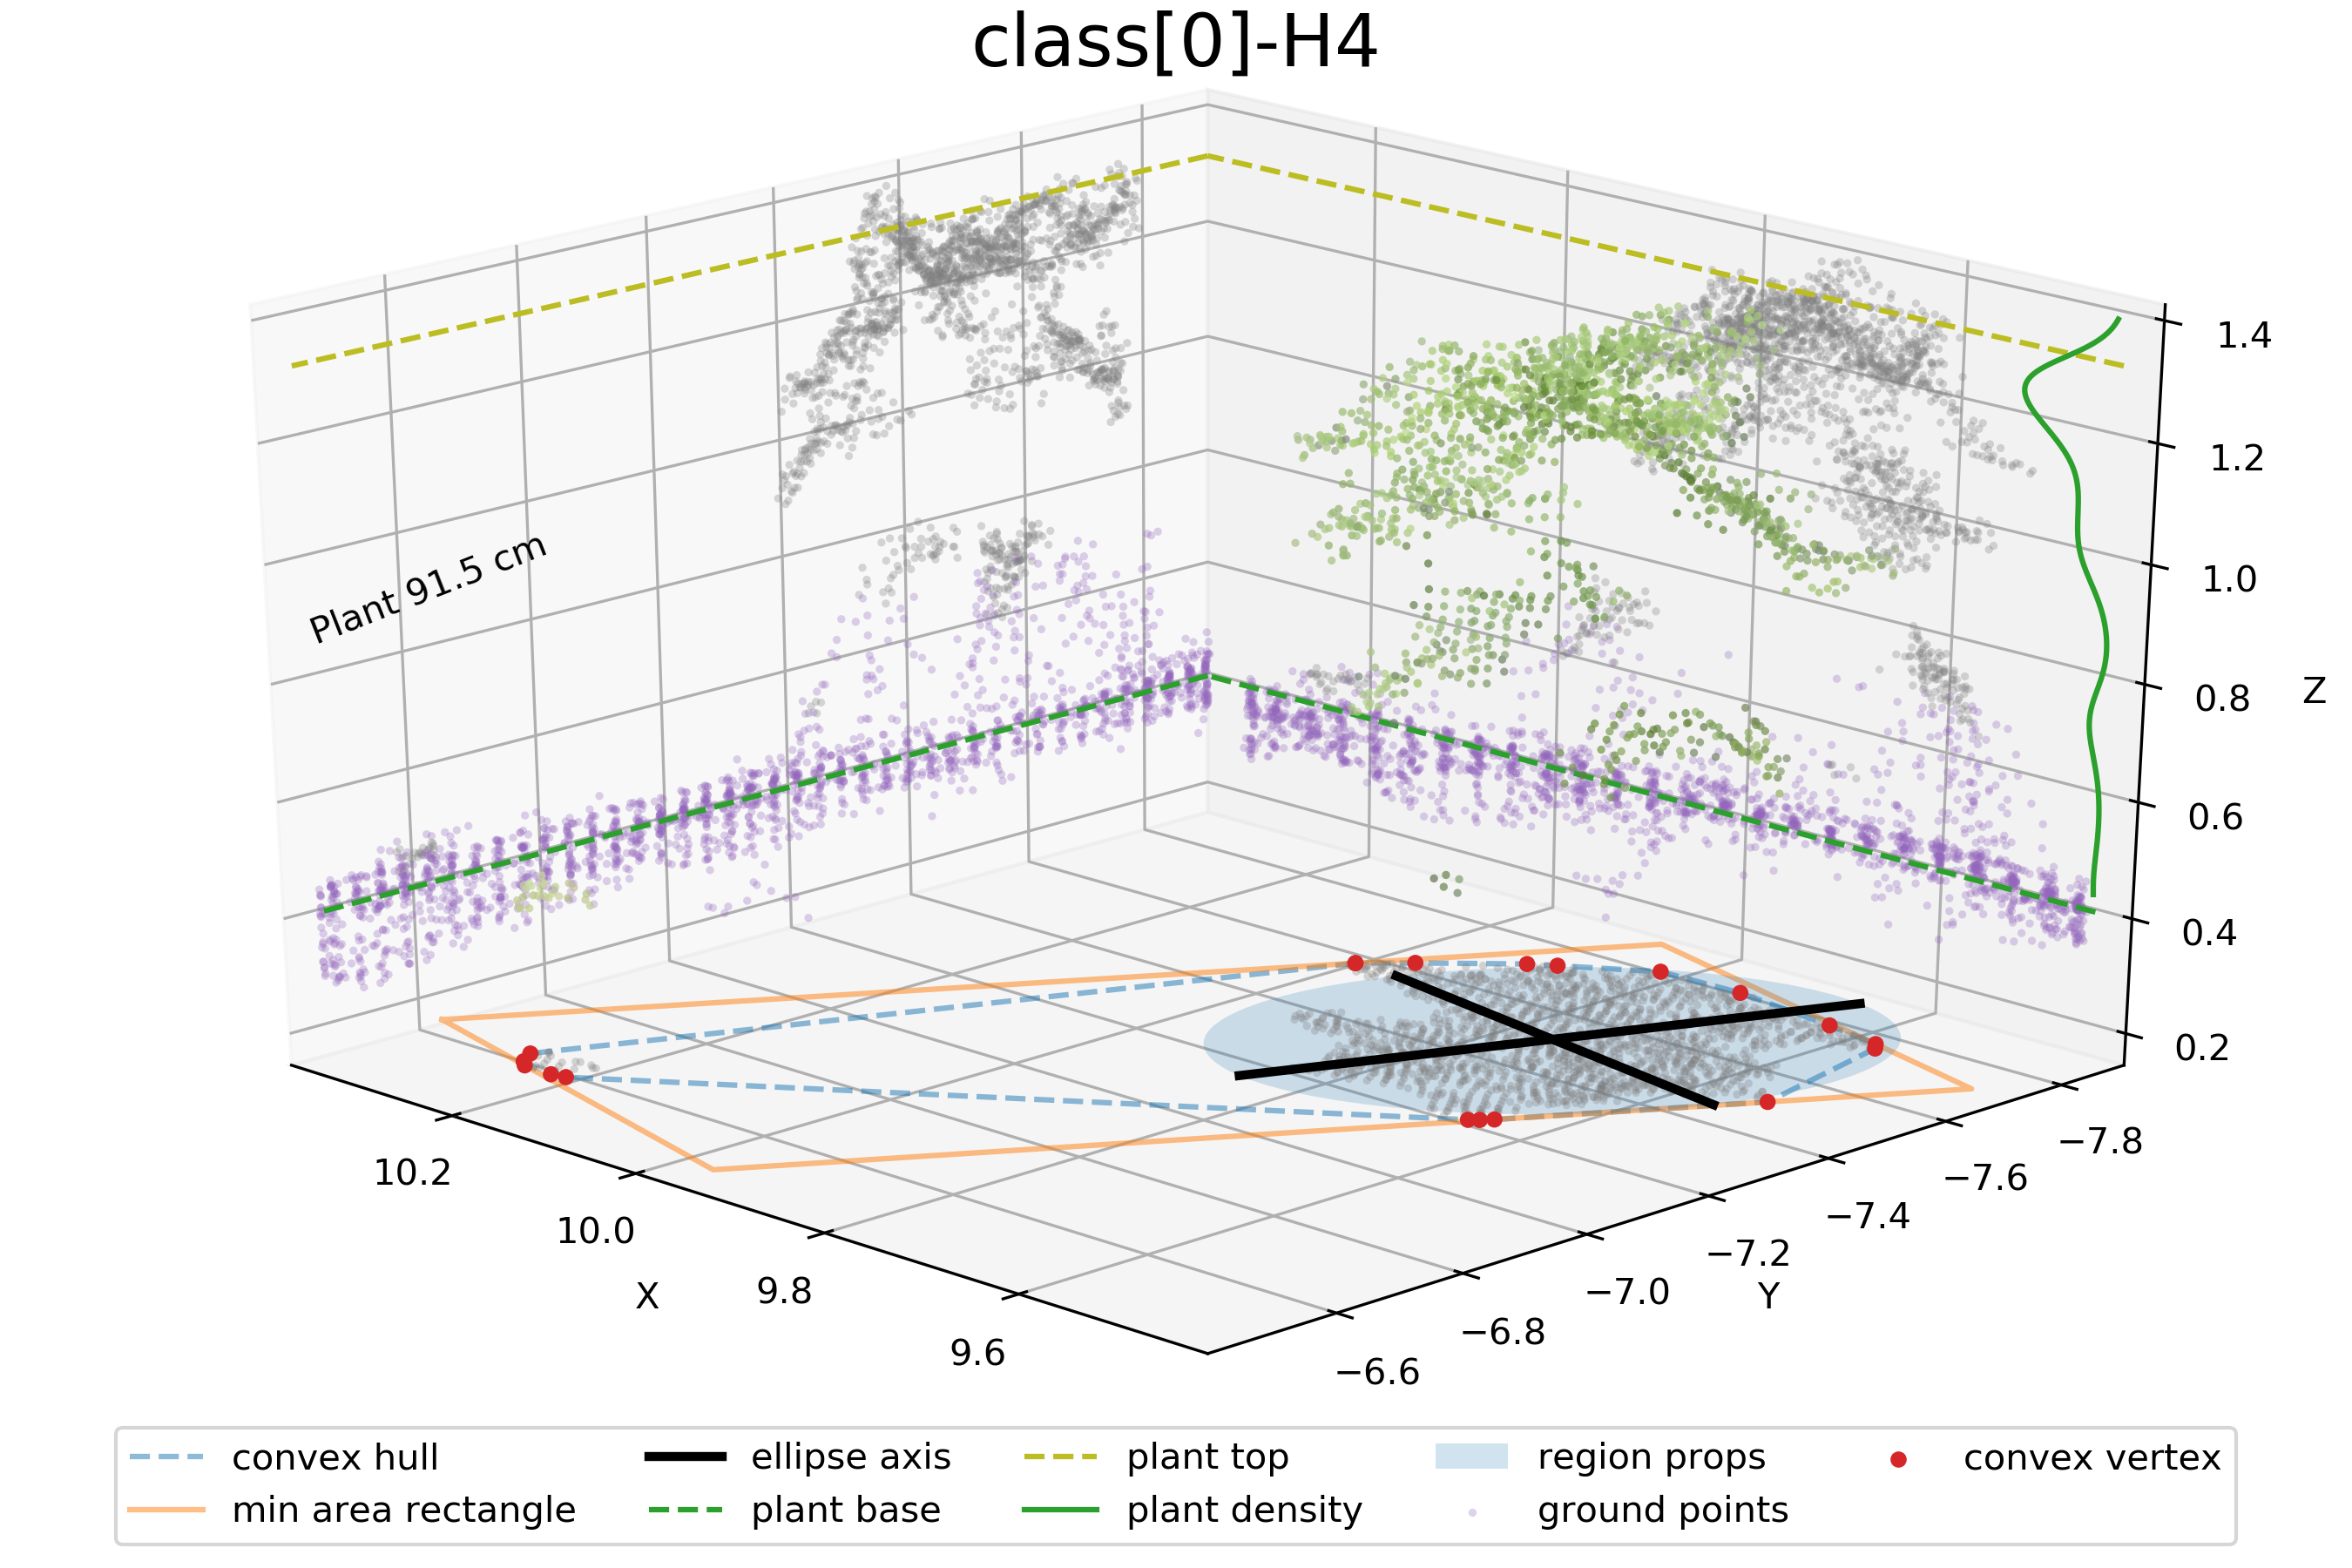 class[0]-H4
Plant 91.5 cm
1.4
1.2
1.0
0.8
0.6
0.4
0.2
Z
10.2
10.0
9.8
9.6
X
−7.8
−7.6
−7.4
−7.2
−7.0
−6.8
−6.6
Y
convex hull
min area rectangle
ellipse axis
plant base
plant top
plant density
region props
ground points
convex vertex